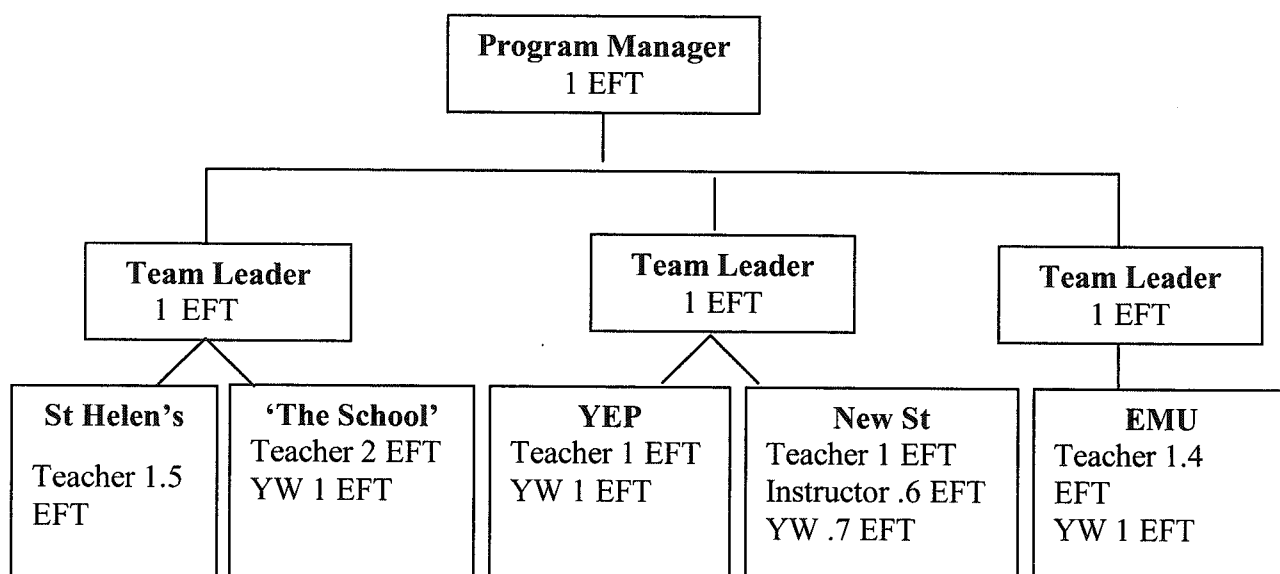 Program Manager
1 EFT
Team Leader
1 EFT
Team Leader
1 EFT
Team Leader
1 EFT
St Helen's
Teacher 1.5
EFT
‘The School’
Teacher 2 EFT
YW 1 EFT
YEP
Teacher 1 EFT
YW 1 EFT
New St
Teacher 1 EFT
Instructor .6 EFT
YW .7 EFT
EMU
Teacher 1.4
EFT
YW 1 EFT